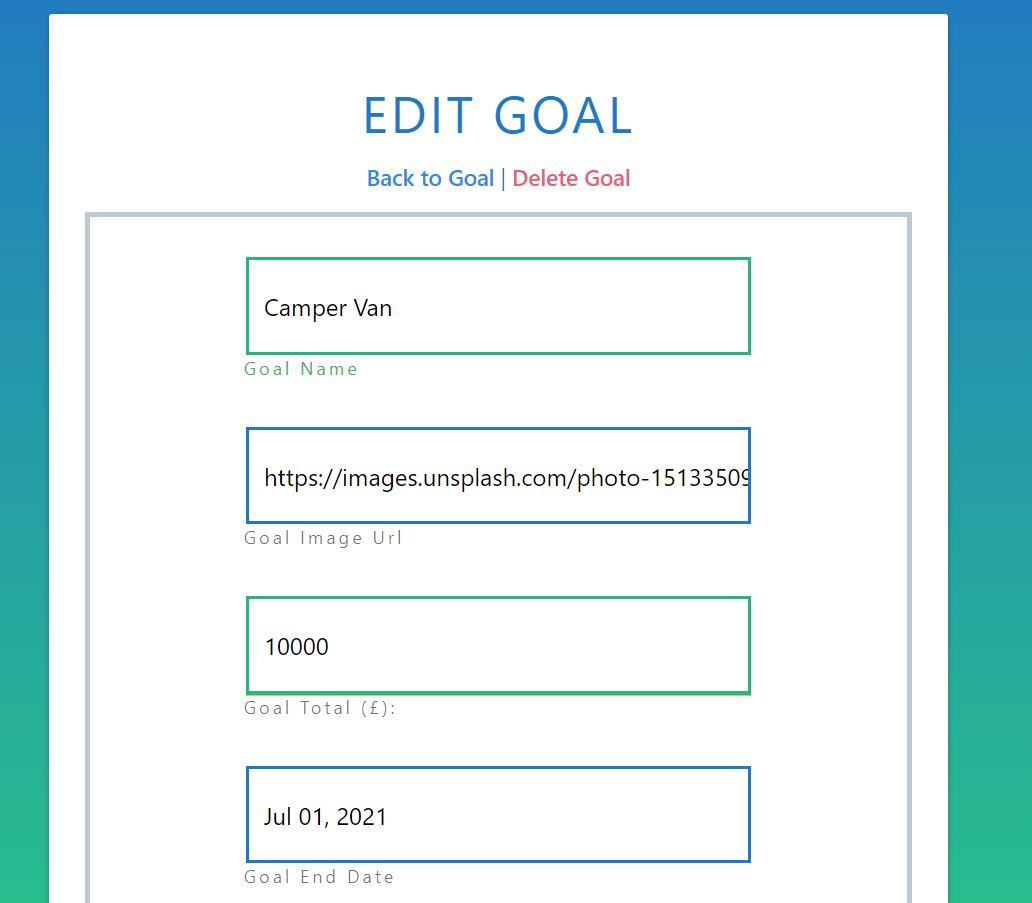 EDIT GOAL
Back to Goal | Delete Goal
Camper Van
Goal Name
https://images.unsplash.com/photo-15133509
Goal Image Url
10000
Goal Total (£):
Jul 01, 2021
Goal End Date